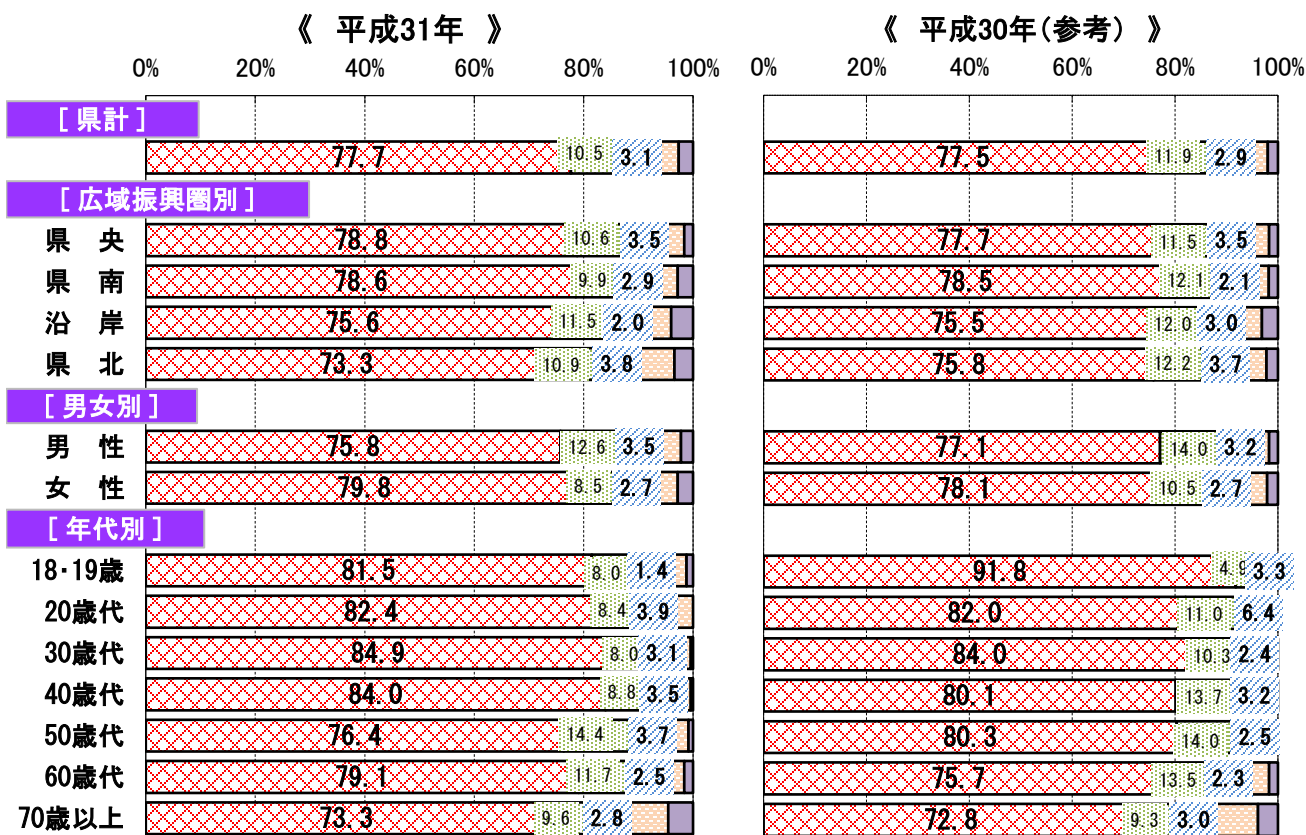 《 平成31年 》 《 平成30年(参考) 》
0% 20% 40% 60% 80% 100% 0% 20% 40% 60% 80% 100%
[ 県計 ]
77.7 10.5 3.1 77.5 11.9 2.9
[ 広域振興圏別 ]
県 央 78.8 10.6 3.5 77.7 11.5 3.5
県 南 78.6 9.9 2.9 78.5 12.1 2.1
沿 岸 75.6 11.5 2.0 75.5 12.0 3.0
県 北 73.3 10.9 3.8 75.8 12.2 3.7
[ 男女別 ]
男 性 75.8 12.6 3.5 77.1 14.0 3.2
女 性 79.8 8.5 2.7 78.1 10.5 2.7
[ 年代別 ]
18・19歳 81.5 8.0 1.4 91.8 4.9 3.3
20歳代 82.4 8.4 3.9 82.0 11.0 6.4
30歳代 84.9 8.0 3.1 84.0 10.3 2.4
40歳代 84.0 8.8 3.5 80.1 13.7 3.2
50歳代 76.4 14.4 3.7 80.3 14.0 2.5
60歳代 79.1 11.7 2.5 75.7 13.5 2.3
70歳以上 73.3 9.6 2.8 72.8 9.3 3.0